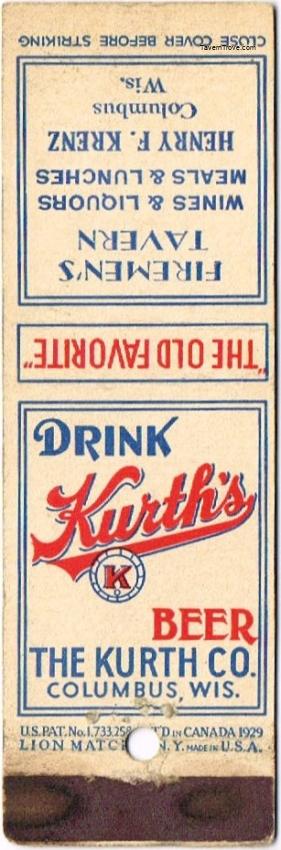 CLOSE COVER BEFORE STRIKING
TavernTrove.com
FIREMEN'S
TAVERN
WINES & LIQUORS
MEALS & LUNCHES
HENRY F. KRENZ
Columbus
Wis.
"THE OLD FAVORITE"
DRINK
Kurth's
K
BEER
THE KURTH CO.
COLUMBUS, WIS.
U.S. PAT. No. 1,733,258 'D IN CANADA 1929
LION MATCH N.Y. MADE IN U.S.A.